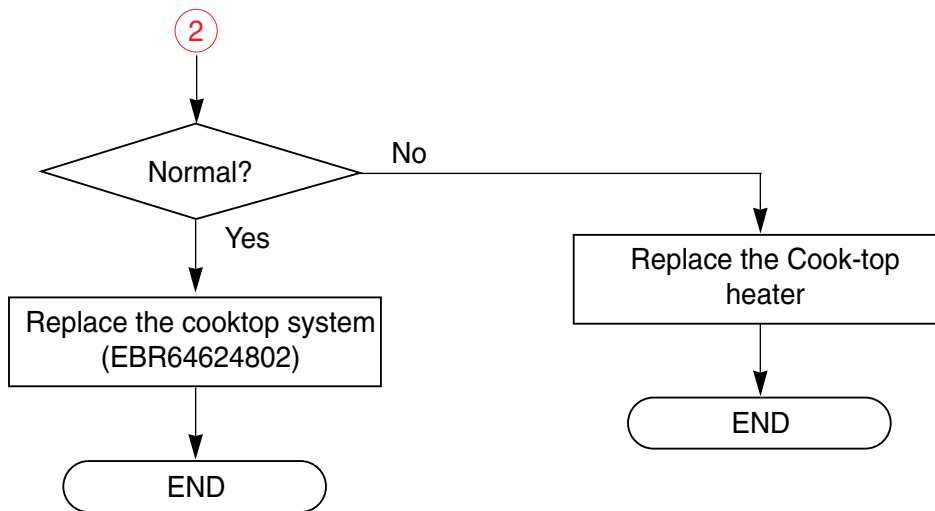 2
Normal?
No
Yes
Replace the Cook-top
heater
Replace the cooktop system
(EBR64624802)
END
END